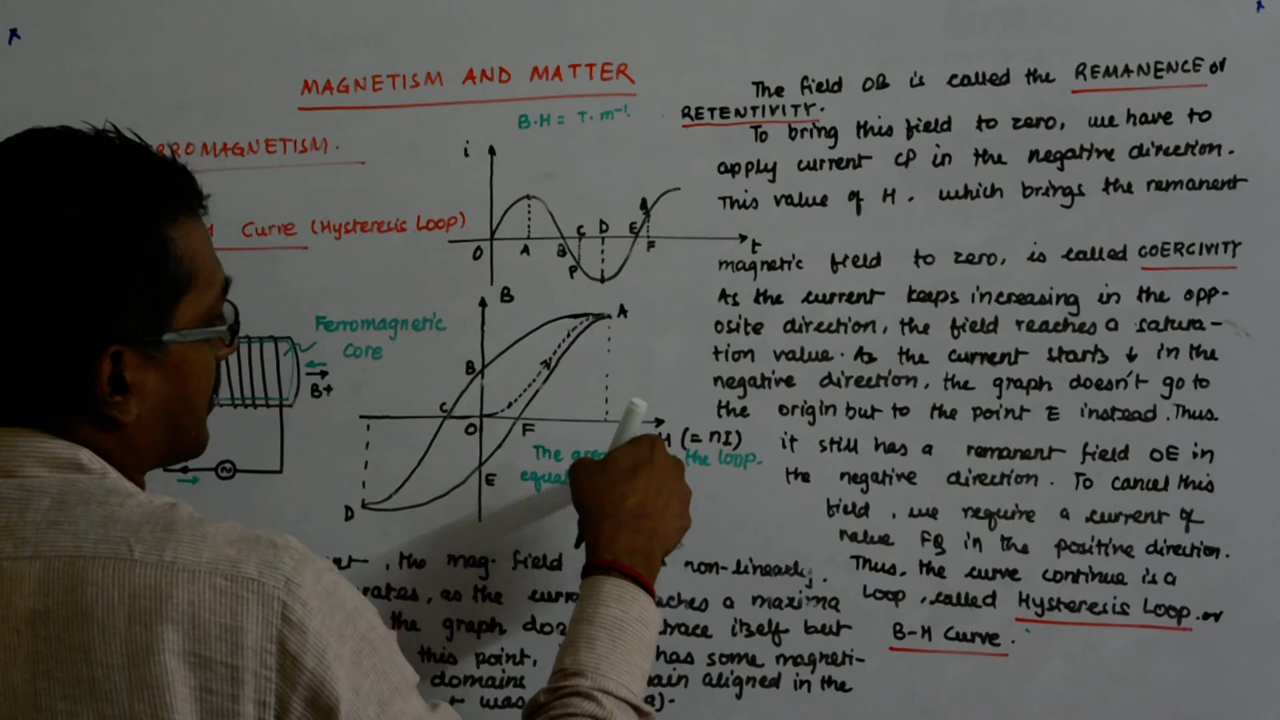 MAGNETISM AND MATTER
B.H = T.m⁻¹
ROMAGNETISM.
Curve (Hysteresis Loop)
i
O A B C D E F t
P Q
Ferromagnetic
core
B→
B
A
B
C O F
H (= nI)
E
D
The the loop.
, the mag. field non-linearly.
, as the a maxima
the graph itself but
this point, has some magneti-
domains aligned in the
was
The field OB is called the REMANENCE or
RETENTIVITY.
To bring this field to zero, we have to
apply current CP in the negative direction.
This value of H. which brings the remanent
magnetic field to zero, is called COERCIVITY
As the current keeps increasing in the opp-
osite direction, the field reaches a satura-
tion value. As the current starts ↓ in the
negative direction, the graph doesn't go to
the origin but to the point E instead. Thus.
it still has a remanent field OE in
the negative direction. To cancel this
field, we require a current of
value FQ in the positive direction.
Thus, the curve continue is a
Loop, called Hysteresis Loop. or
B-H Curve.